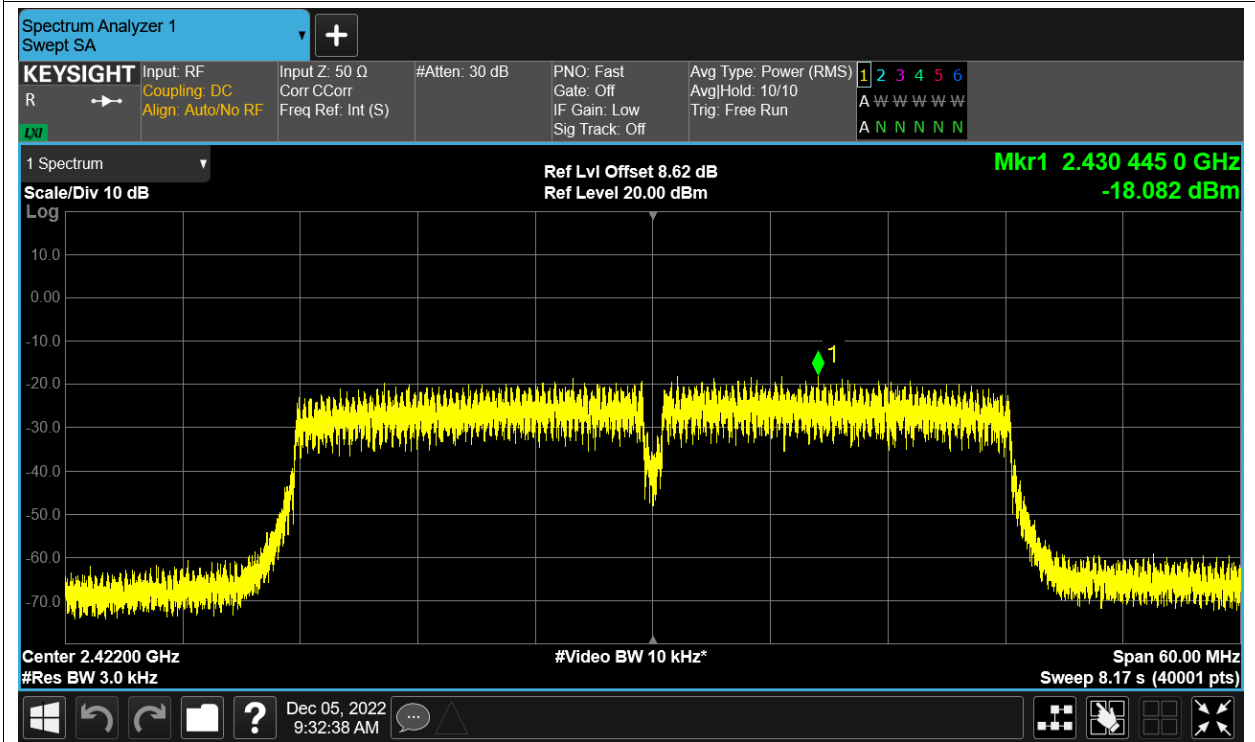 Spectrum Analyzer 1
Swept SA
KEYSIGHT
R
LXI
Input: RF
Coupling: DC
Align: Auto/No RF
Input Z: 50 Ω
Corr CCorr
Freq Ref: Int (S)
#Atten: 30 dB
PNO: Fast
Gate: Off
IF Gain: Low
Sig Track: Off
Avg Type: Power (RMS)
Avg|Hold: 10/10
Trig: Free Run
1 2 3 4 5 6
A W W W W W
A N N N N N
1 Spectrum
Scale/Div 10 dB
Ref Lvl Offset 8.62 dB
Ref Level 20.00 dBm
Mkr1 2.430 445 0 GHz
-18.082 dBm
Log
10.0
0.00
-10.0
-20.0
-30.0
-40.0
-50.0
-60.0
-70.0
1
Center 2.42200 GHz
#Res BW 3.0 kHz
#Video BW 10 kHz*
Span 60.00 MHz
Sweep 8.17 s (40001 pts)
?
Dec 05, 2022
9:32:38 AM